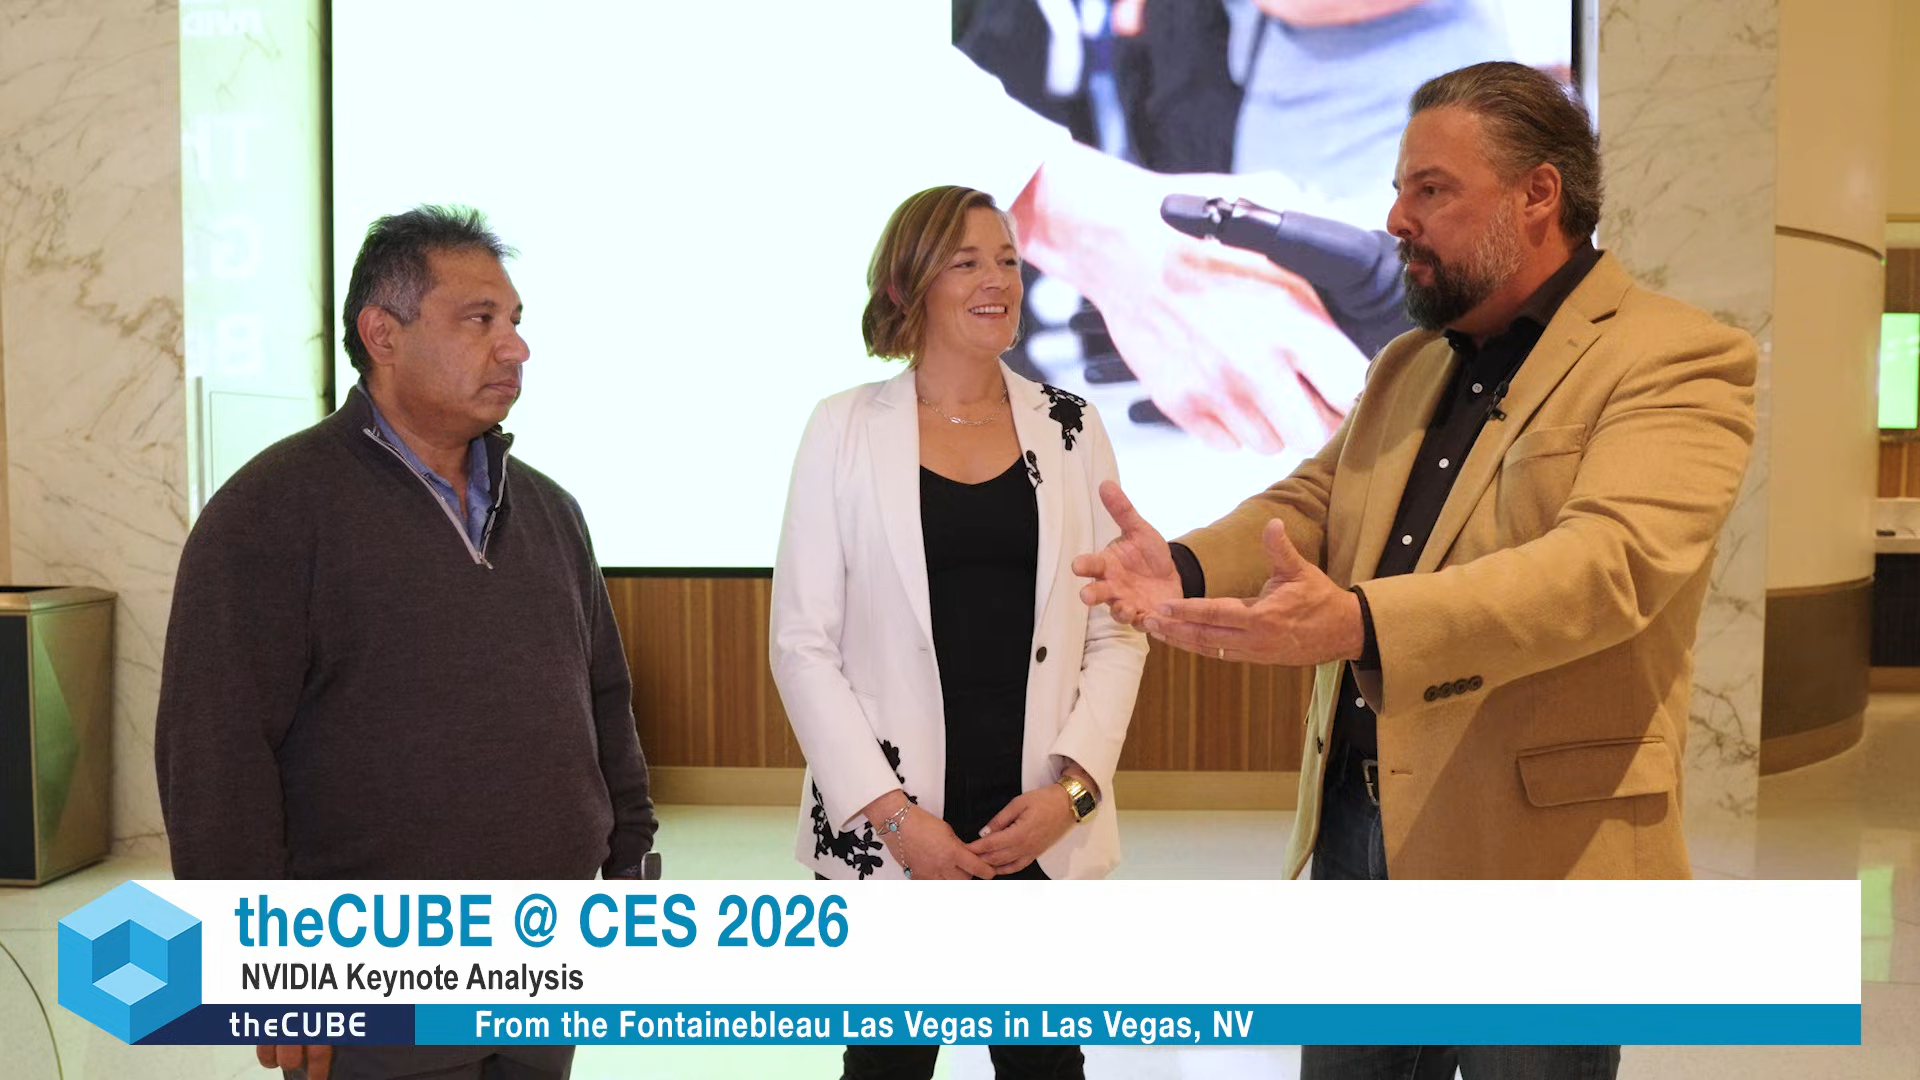 theCUBE @ CES 2026
NVIDIA Keynote Analysis
theCUBE
From the Fontainebleau Las Vegas in Las Vegas, NV